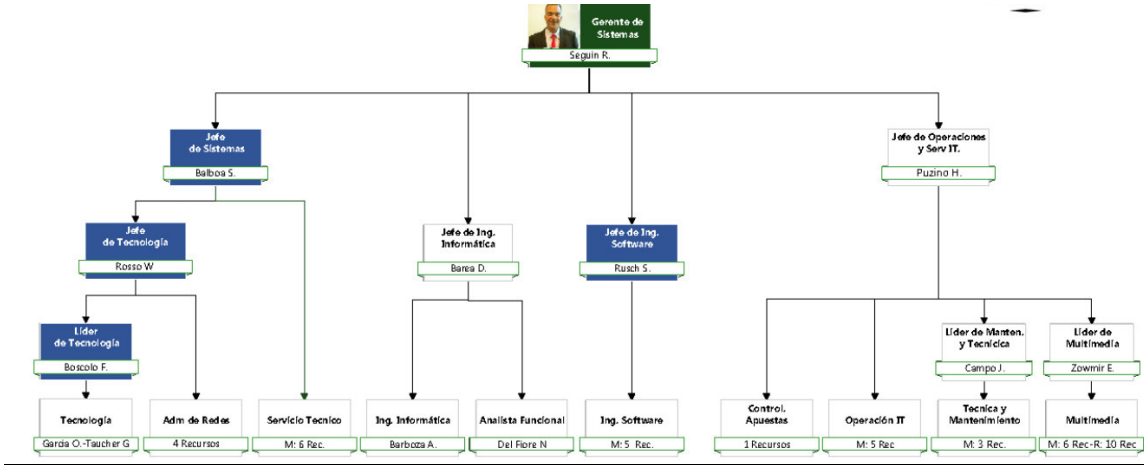 Gerente de
Sistemas
Seguin R.
Jefe
de Sistemas
Balboa S.
Jefe de Operaciones
y Serv IT.
Puzino H.
Jefe
de Tecnología
Rosso W
Jefe de Ing.
Informática
Barea D.
Jefe de Ing.
Software
Rusch S.
Líder
de Tecnología
Boscolo F.
Líder de Manten.
y Tecnicica
Campo J.
Líder de
Multimedia
Zowmir E.
Tecnología
Garcia O.-Taucher G
Adm de Redes
4 Recursos
Servicio Tecnico
M: 6 Rec.
Ing. Informática
Barboza A.
Analista Funcional
Del Fiore N
Ing. Software
M: 5 Rec.
Control.
Apuestas
1 Recursos
Operación IT
M: 5 Rec
Tecnica y
Mantenimiento
M: 3 Rec.
Multimedia
M: 6 Rec-R: 10 Rec